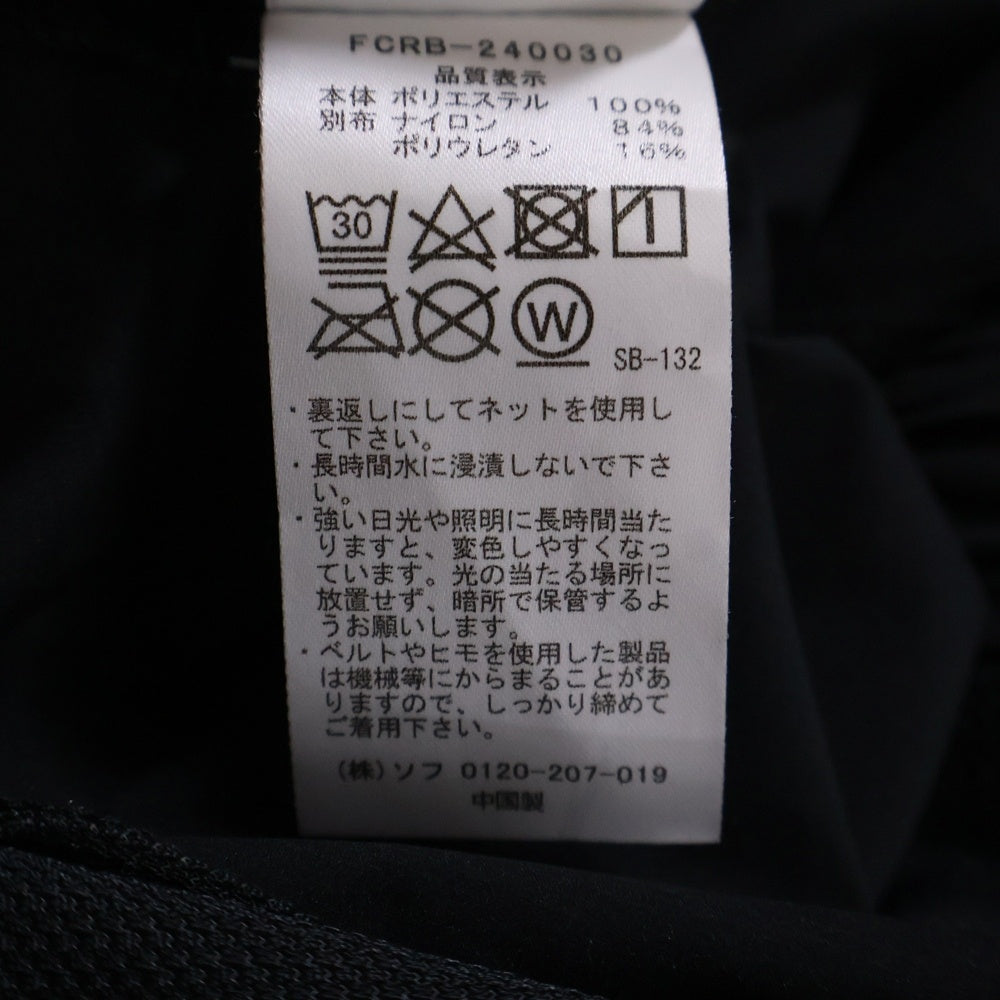 FCRB-240030
品質表示
本体 ポリエステル 100%
別布 ナイロン 84%
ポリウレタン 16%
30
W
SB-132
・裏返しにしてネットを使用し
て下さい。
・長時間水に浸漬しないで下さ
い。
・強い日光や照明に長時間当た
りますと、変色しやすくなっ
ています。光の当たる場所に
放置せず、暗所で保管するよ
うお願いします。
・ベルトやヒモを使用した製品
は機械等にからまることがあ
りますので、しっかり締めて
ご着用下さい。
(株)ソフ 0120-207-019
中国製